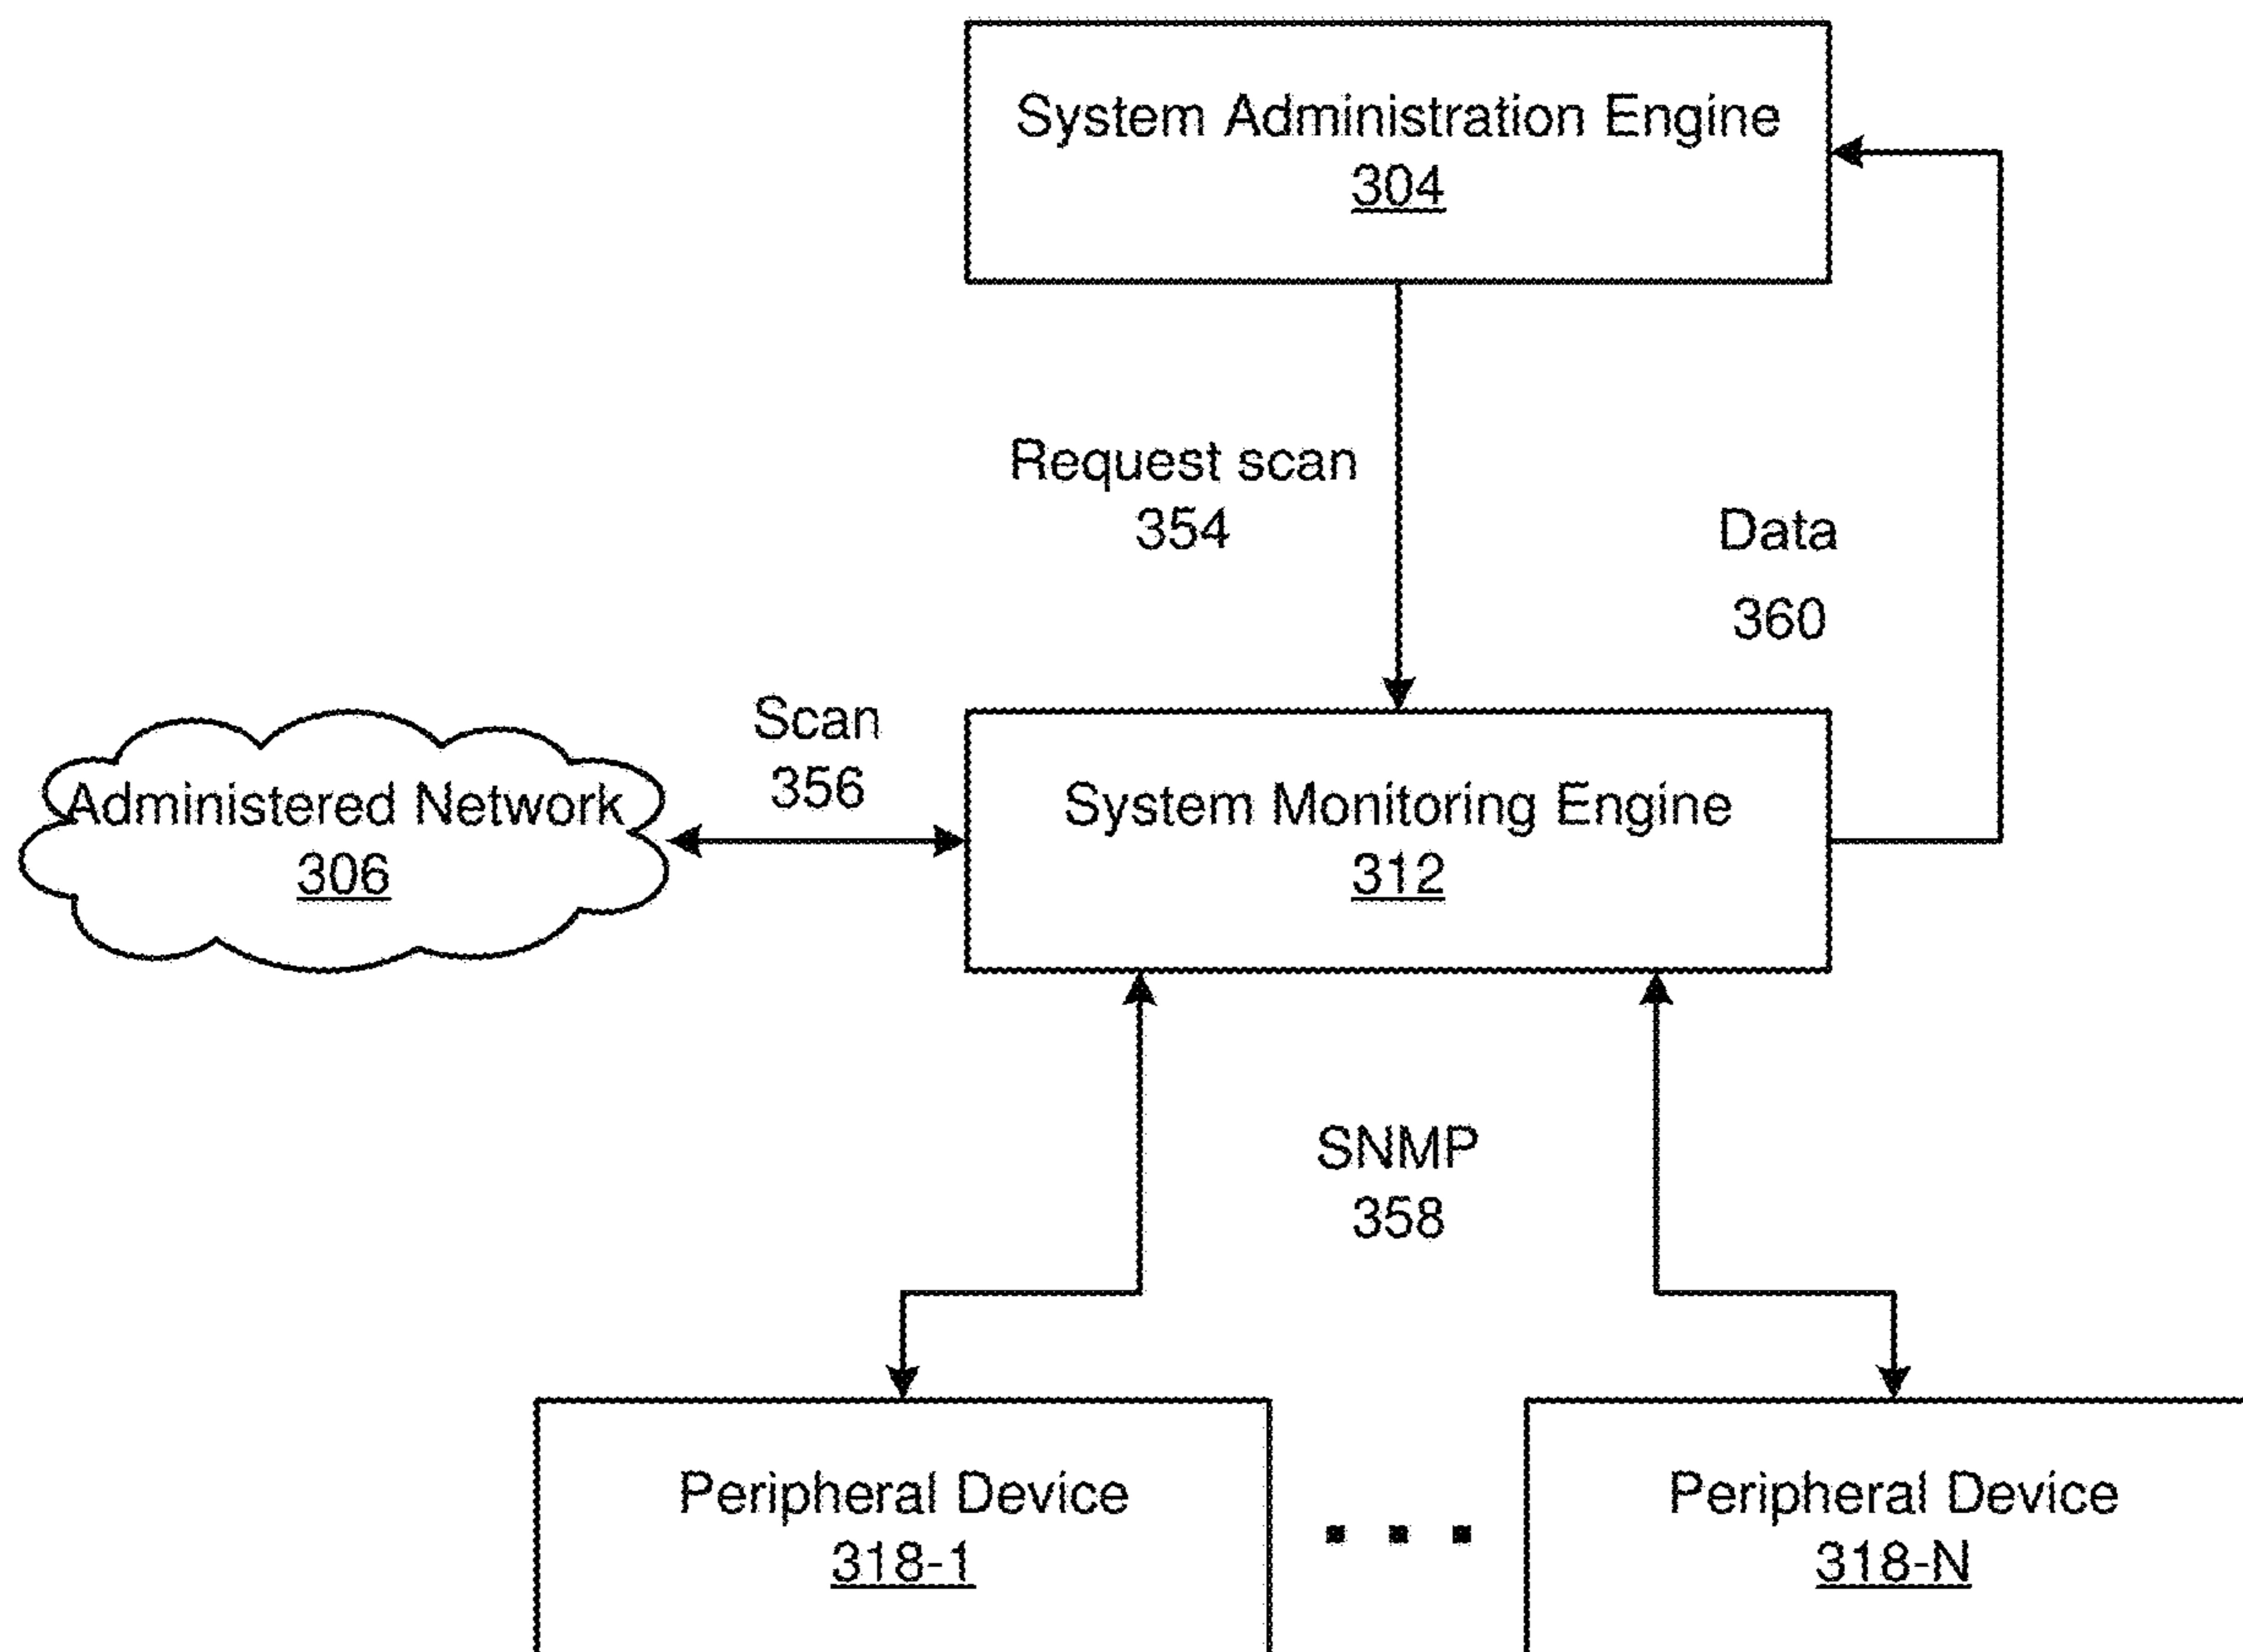 System Administration Engine
304
Request scan
354
Data
360
Scan
356
Administered Network
306
System Monitoring Engine
312
SNMP
358
Peripheral Device
318-1
Peripheral Device
318-N